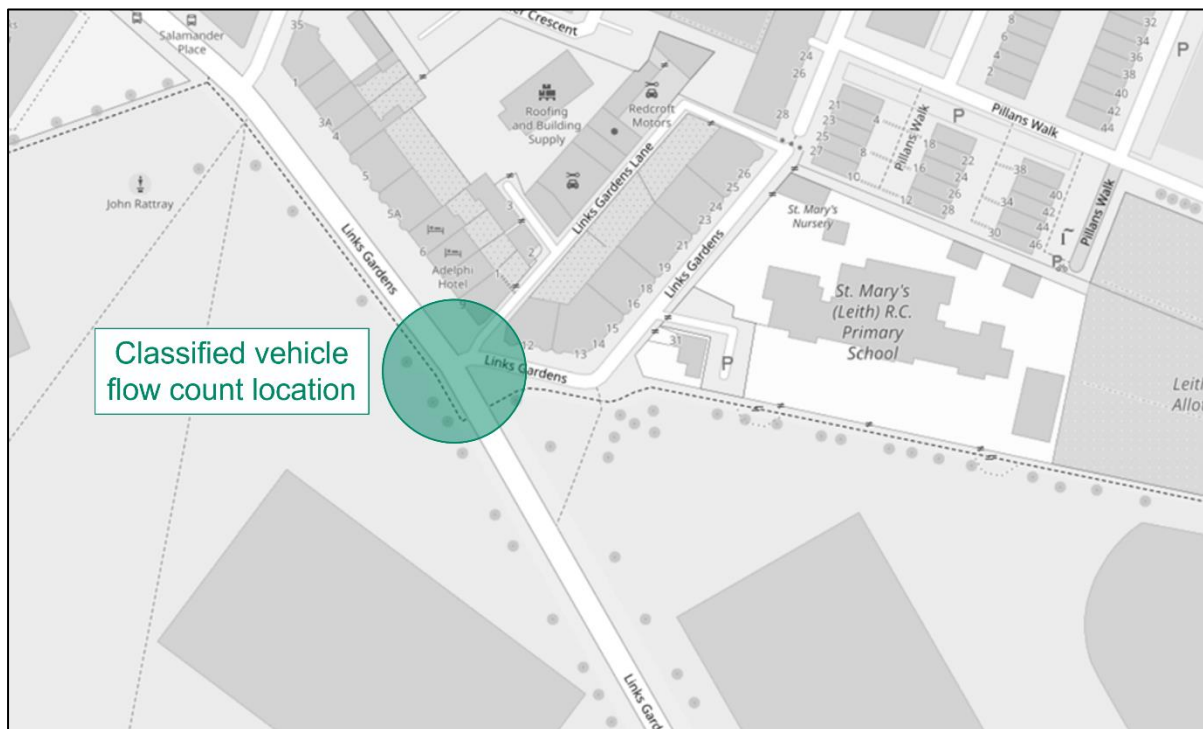 35
Salamander
Place
1
3A
4
5
5A
6
Adelphi
Hotel
9
3
2
1
Crescent
Roofing
and Building
Supply
Redcroft
Motors
Links Gardens Lane
Links Gardens
24
26
28
21
23
25
27
4
8
10
12
16
18
22
24
26
28
30
34
38
40
42
44
46
8
6
4
2
32
34
36
38
40
42
44
P
P
P
P
Pillans Walk
Pillans Walk
Pillans Walk
John Rattray
26
25
24
23
21
19
18
16
15
14
13
12
Links Gardens
Links Gardens
31
St. Mary's
Nursery
St. Mary's
(Leith) R.C.
Primary
School
Leith
Allot
Classified vehicle
flow count location
Links Gard